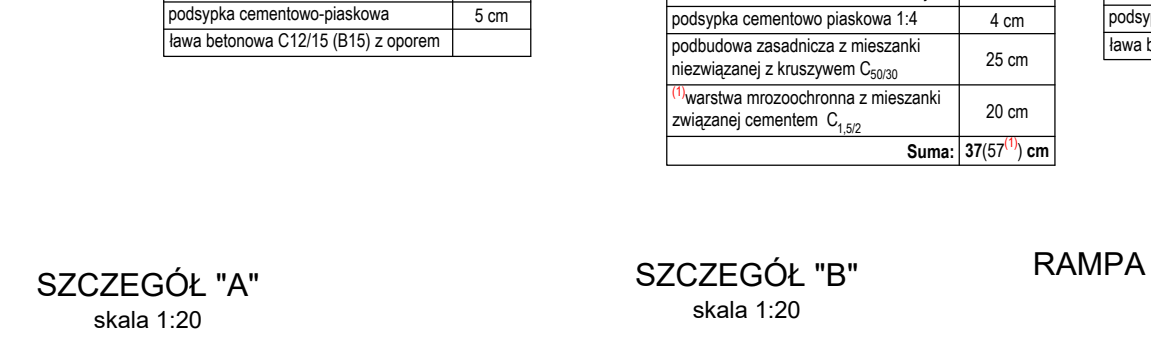 podsypka cementowo-piaskowa 5 cm
ława betonowa C12/15 (B15) z oporem
podsypka cementowo piaskowa 1:4 4 cm
podbudowa zasadnicza z mieszanki
niezwiązanej z kruszywem C50/30 25 cm
(1)warstwa mrozoochronna z mieszanki
związanej cementem C1,5/2 20 cm
Suma: 37(57(1)) cm
SZCZEGÓŁ "A"
skala 1:20
SZCZEGÓŁ "B"
skala 1:20
RAMPA